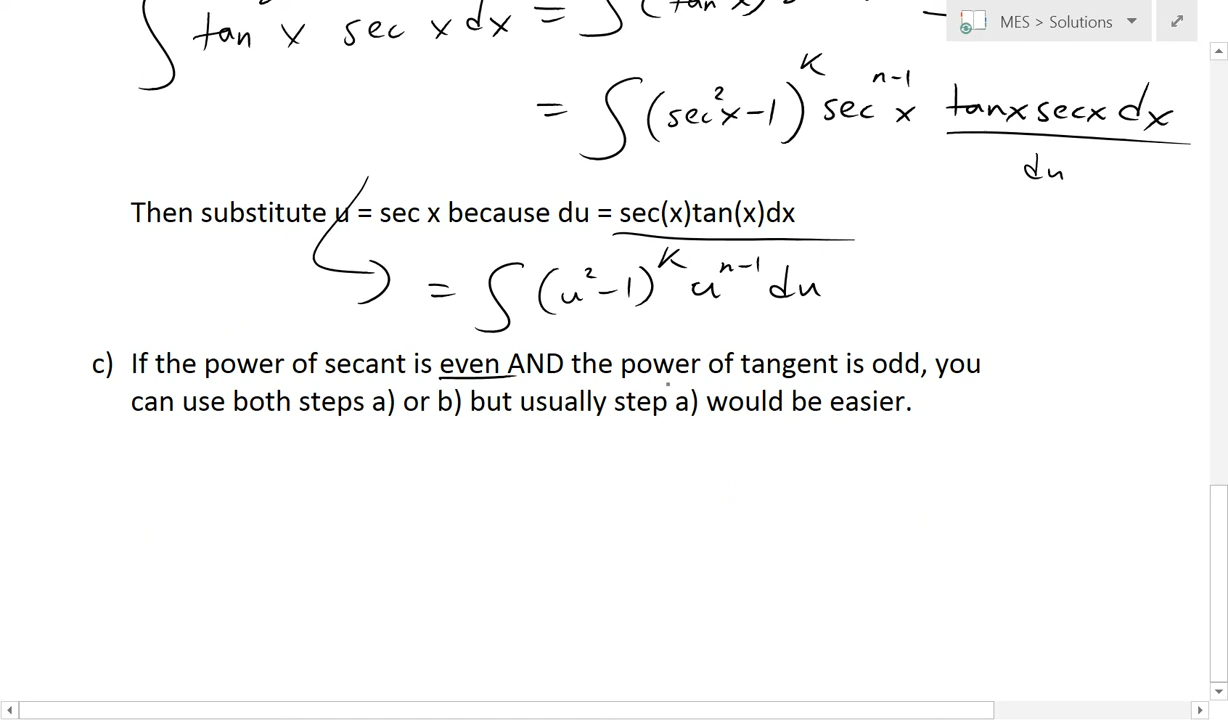 ∫ tan x sec x dx = ∫ (tan x)
MES > Solutions
= ∫ (sec²x-1)^K sec^(n-1) x tanx secx dx
du
Then substitute u = sec x because du = sec(x)tan(x)dx
= ∫ (u²-1)^K u^(n-1) du
c) If the power of secant is even AND the power of tangent is odd, you
can use both steps a) or b) but usually step a) would be easier.